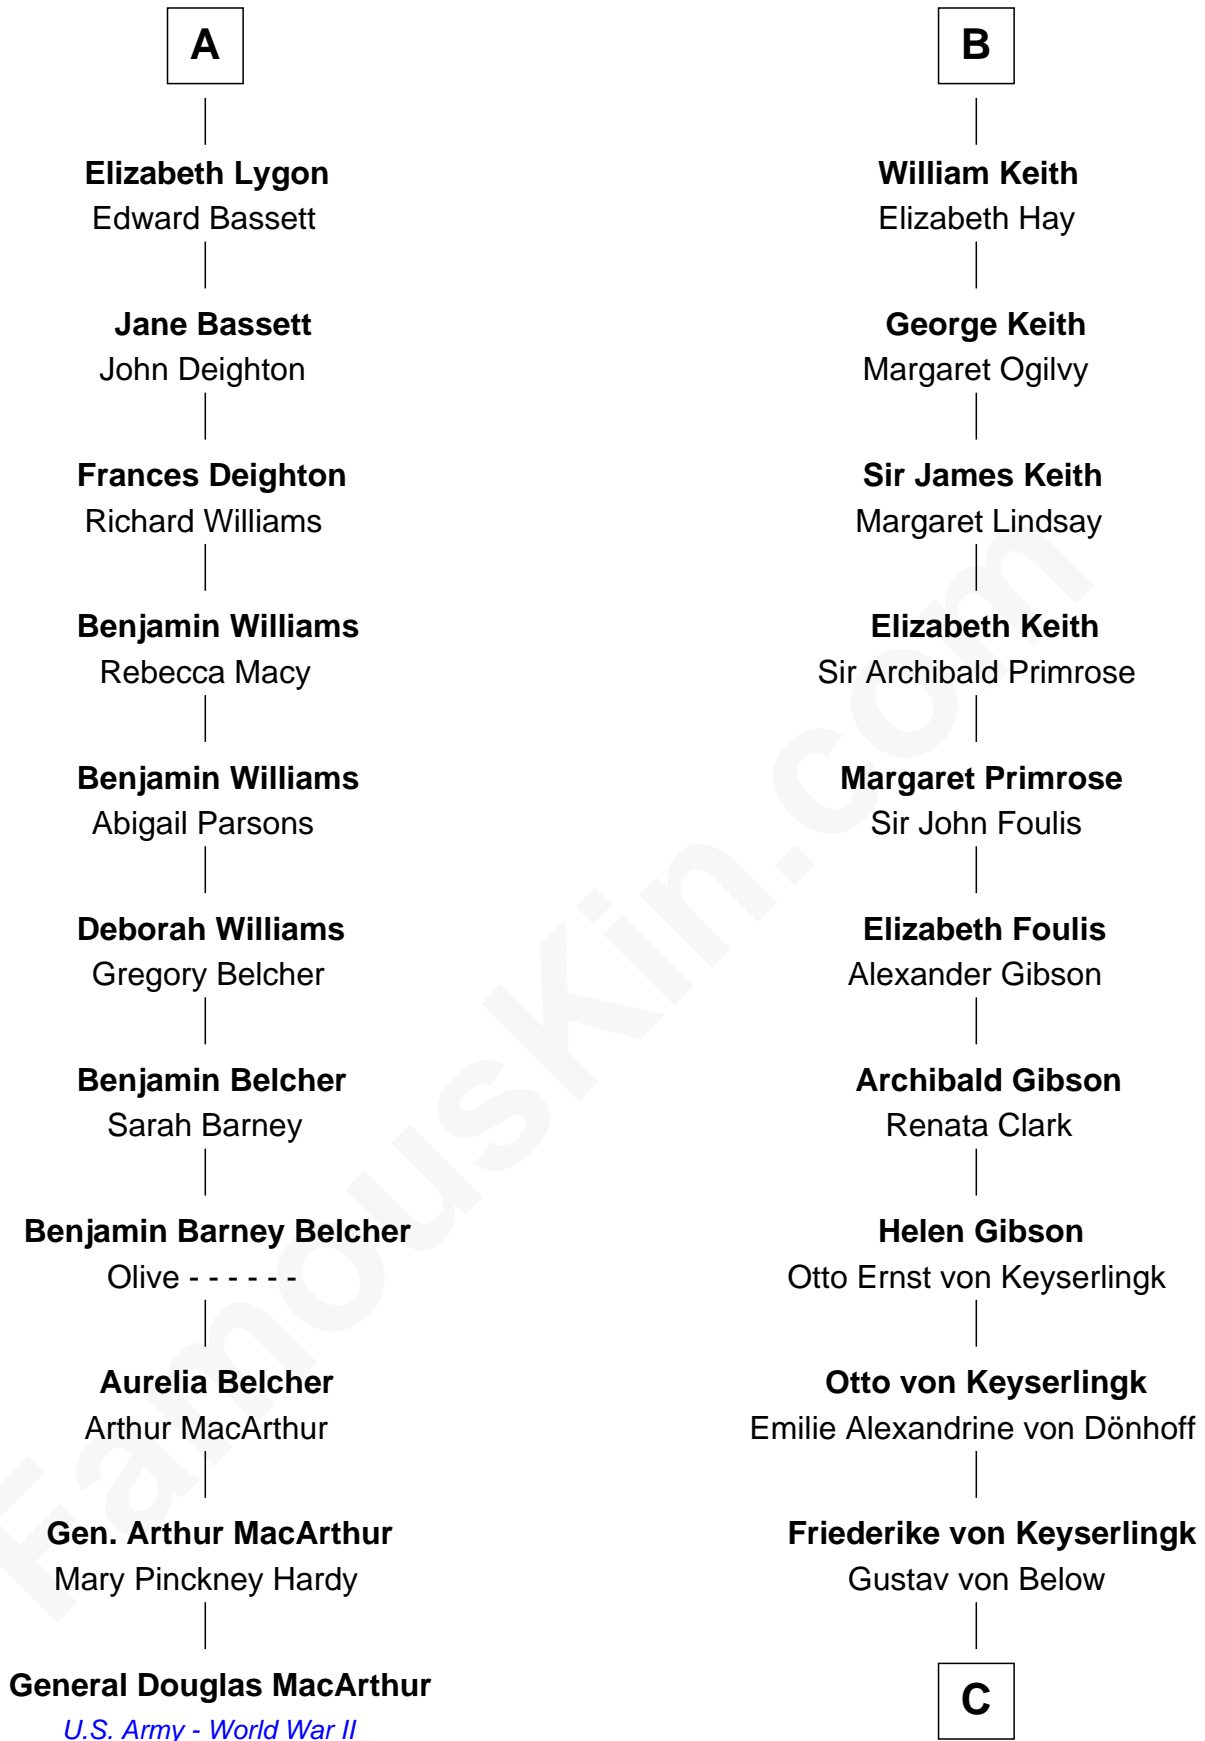 A
Elizabeth Lygon
Edward Bassett
Jane Bassett
John Deighton
Frances Deighton
Richard Williams
Benjamin Williams
Rebecca Macy
Benjamin Williams
Abigail Parsons
Deborah Williams
Gregory Belcher
Benjamin Belcher
Sarah Barney
Benjamin Barney Belcher
Olive - - - - - -
Aurelia Belcher
Arthur MacArthur
Gen. Arthur MacArthur
Mary Pinckney Hardy
General Douglas MacArthur
U.S. Army - World War II
B
William Keith
Elizabeth Hay
George Keith
Margaret Ogilvy
Sir James Keith
Margaret Lindsay
Elizabeth Keith
Sir Archibald Primrose
Margaret Primrose
Sir John Foulis
Elizabeth Foulis
Alexander Gibson
Archibald Gibson
Renata Clark
Helen Gibson
Otto Ernst von Keyserlingk
Otto von Keyserlingk
Emilie Alexandrine von Dönhoff
Friederike von Keyserlingk
Gustav von Below
C
FamousKin.com